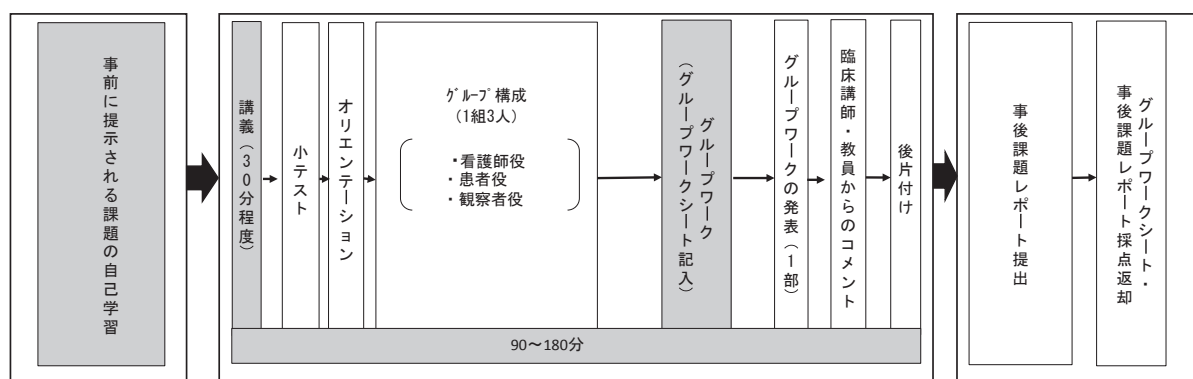 事前に提示される課題の自己学習
講義(30分程度)
小テスト
オリエンテーション
グループ構成
(1組3人)
・看護師役
・患者役
・観察者役
グループワーク
(グループワークシート記入)
グループワークの発表(1部)
臨床講師・教員からのコメント
後片付け
90~180分
事後課題レポート提出
グループワークシート・
事後課題レポート採点返却